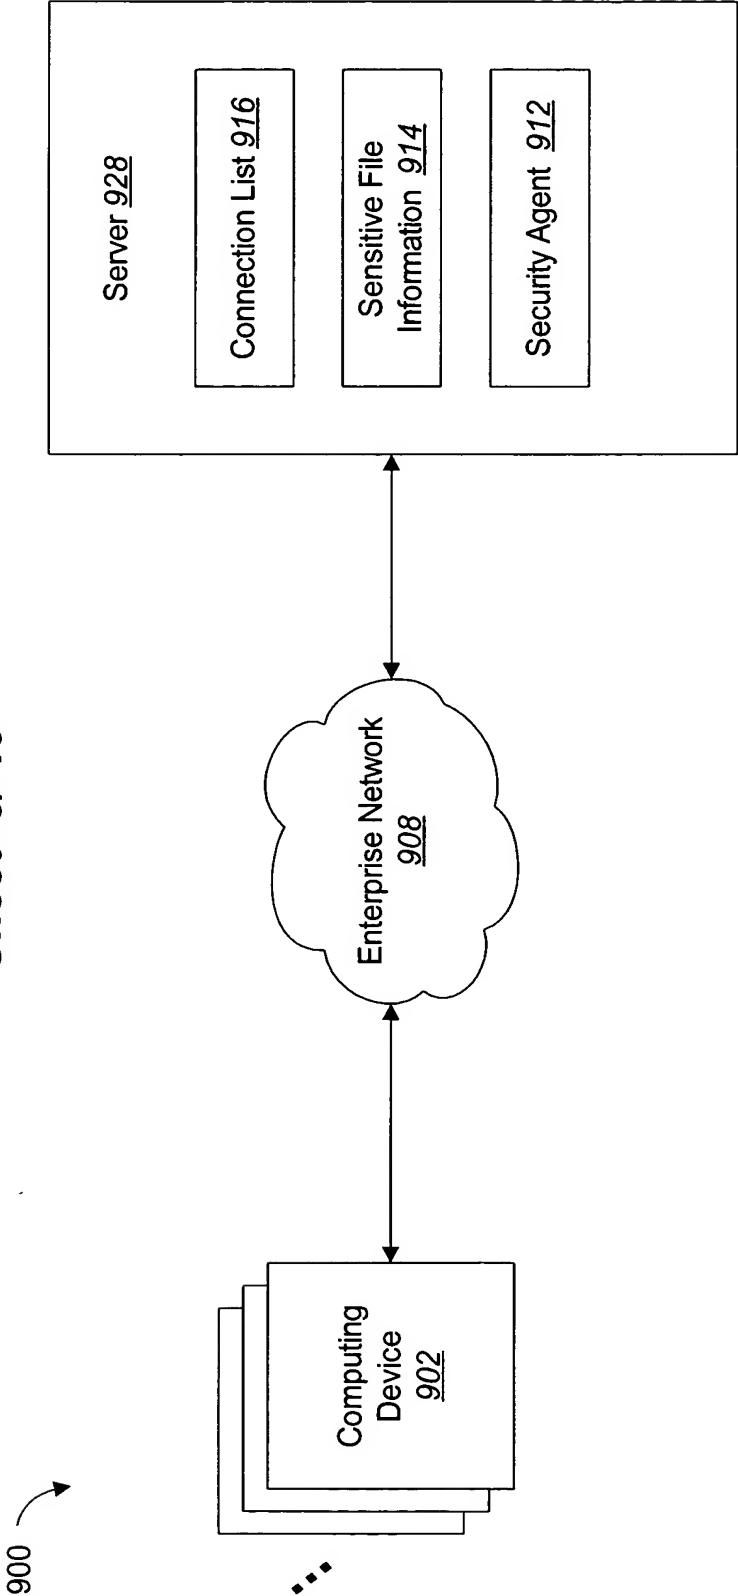 900
Computing
Device
902
Enterprise Network
908
Server 928
Connection List 916
Sensitive File
Information 914
Security Agent 912